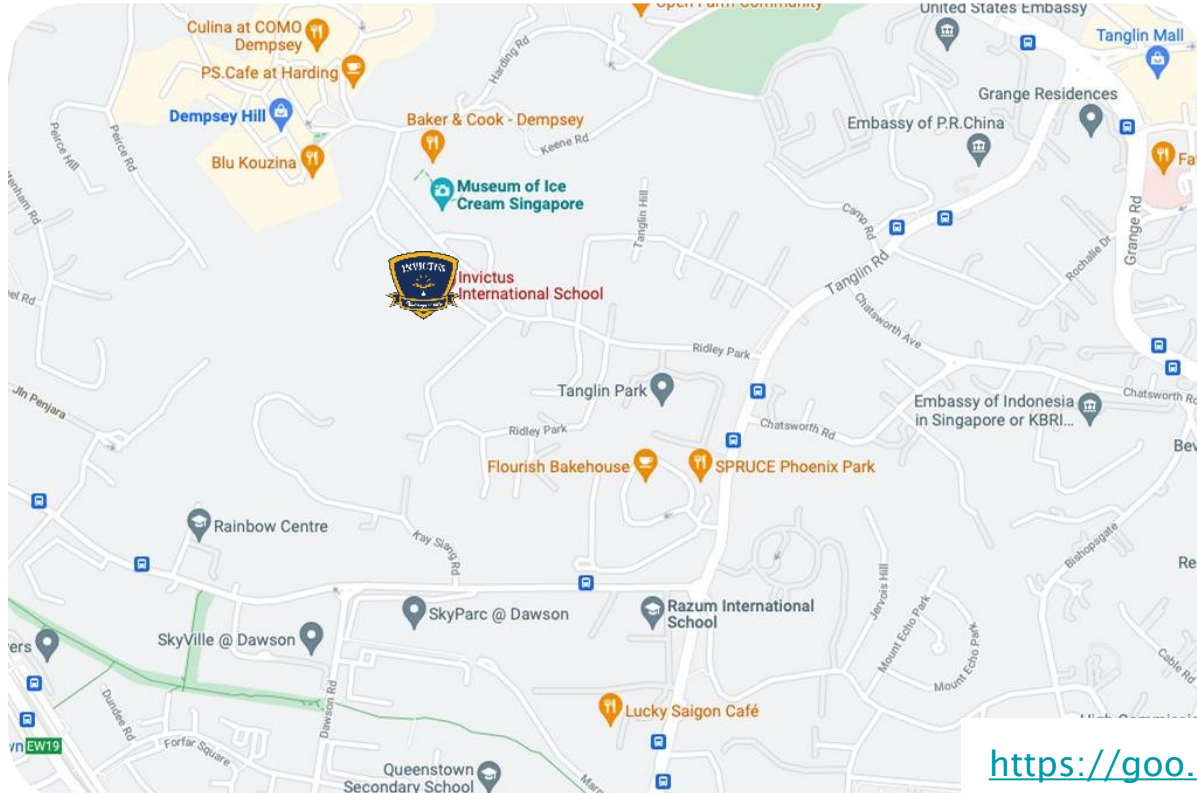 Open Farm Community
United States Embassy
Culina at COMO
Dempsey
Tanglin Mall
Harding Rd
PS.Cafe at Harding
Grange Residences
Dempsey Hill
Baker & Cook - Dempsey
Embassy of P.R.China
Keene Rd
Peirce Hill
Peirce Rd
Blu Kouzina
Museum of Ice
Cream Singapore
Tanglin Hill
Camp Rd
Grange Rd
Rochalie Dr
INVICTUS
Invictus
International School
Tanglin Rd
Chatsworth Ave
Ridley Park
Tanglin Park
Jln Penjara
Embassy of Indonesia
in Singapore or KBRI...
Chatsworth Rd
Ridley Park
Chatsworth Rd
Flourish Bakehouse
SPRUCE Phoenix Park
Rainbow Centre
Kay Siang Rd
Bishopsgate
Jervois Hill
SkyParc @ Dawson
Razum International
School
SkyVille @ Dawson
Mount Echo Park
Mount Echo Park
Cable Rd
Dundee Rd
Dawson Rd
Lucky Saigon Café
EW19
Forfar Square
Queenstown
Secondary School
https://goo.